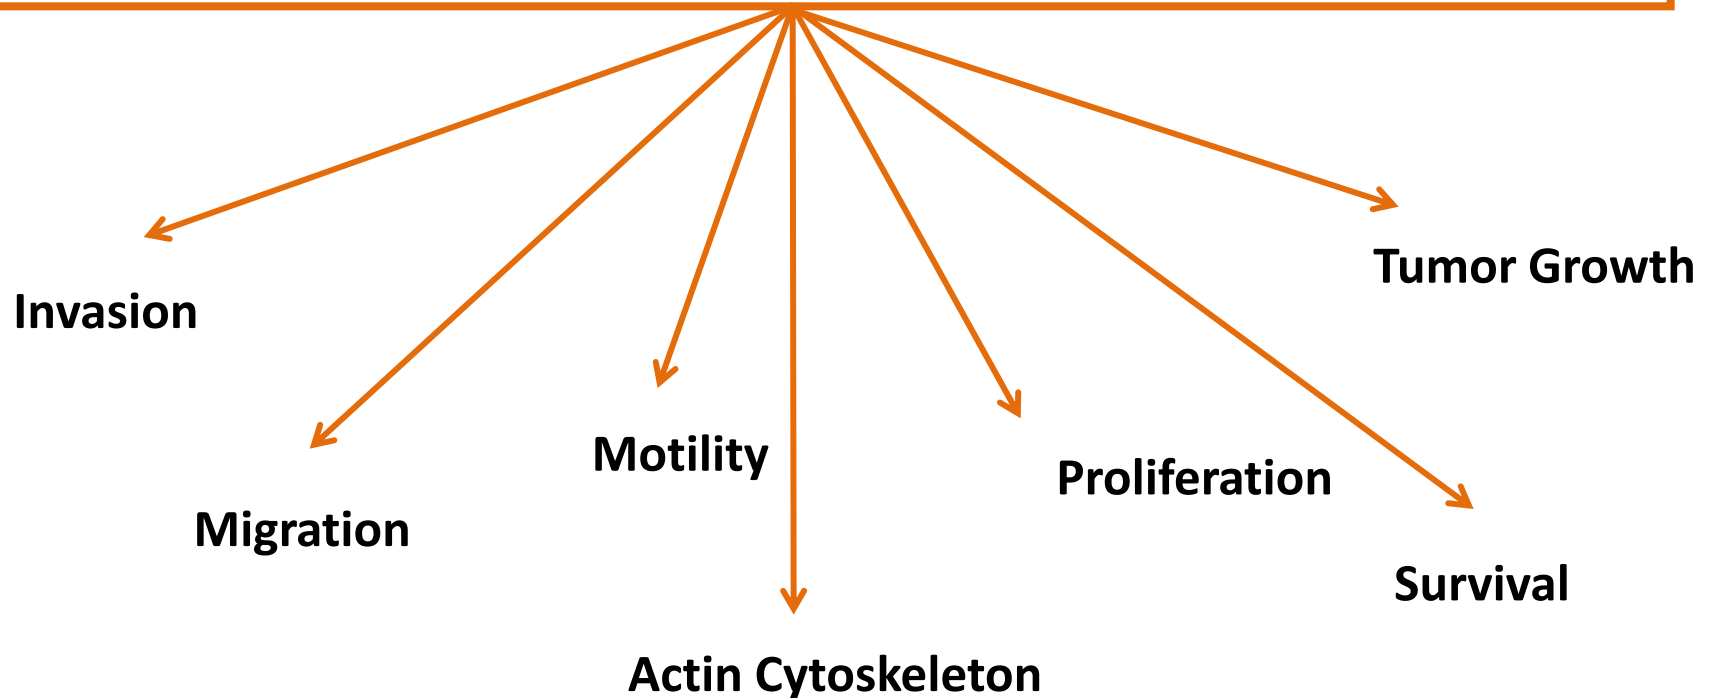 Tumor Growth
Invasion
Motility
Proliferation
Migration
Survival
Actin Cytoskeleton